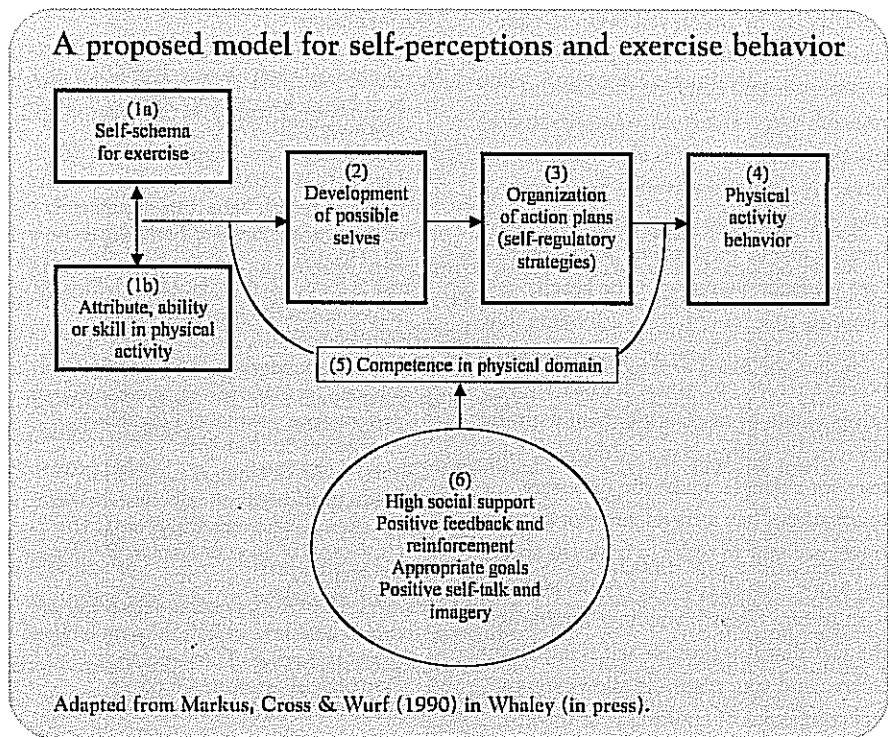 A proposed model for self-perceptions and exercise behavior
(1a)
Self-schema
for exercise
(1b)
Attribute, ability
or skill in physical
activity
(2)
Development
of possible
selves
(3)
Organization
of action plans
(self-regulatory
strategies)
(4)
Physical
activity
behavior
(5) Competence in physical domain
(6)
High social support
Positive feedback and
reinforcement
Appropriate goals
Positive self-talk and
imagery
Adapted from Markus, Cross & Wurf (1990) in Whaley (in press).